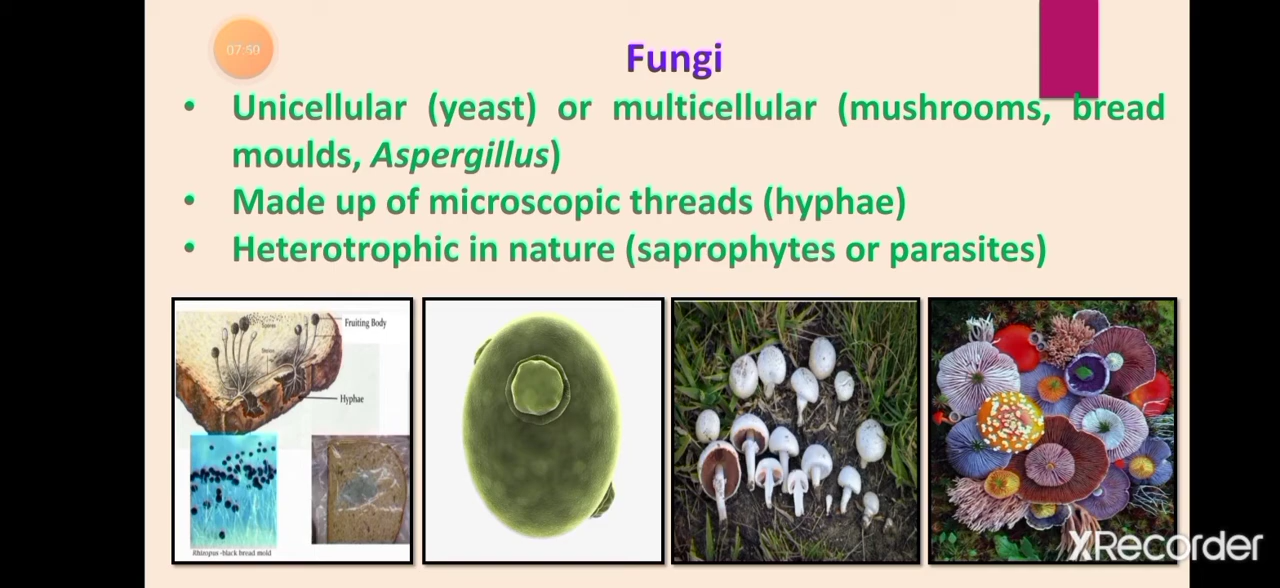 07:50
Fungi
• Unicellular (yeast) or multicellular (mushrooms, bread
moulds, Aspergillus)
• Made up of microscopic threads (hyphae)
• Heterotrophic in nature (saprophytes or parasites)
Spores
Fruiting Body
Hyphae
Rhizopus -black bread mold
XRecorder